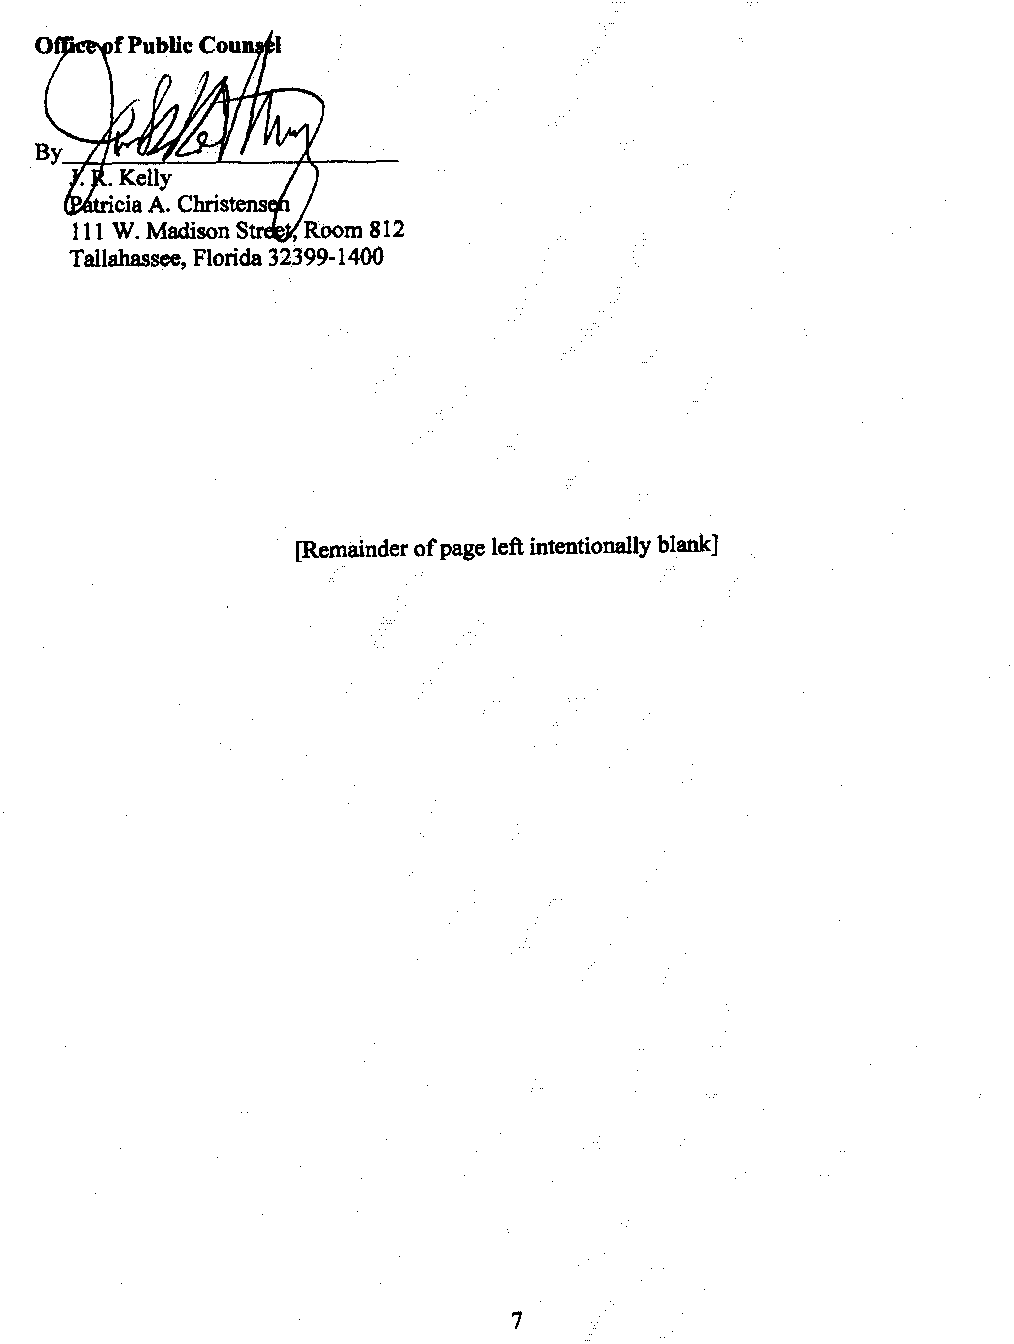 Office of Public Counsel
By
J. R. Kelly
Patricia A. Christensen
111 W. Madison Street, Room 812
Tallahassee, Florida 32399-1400
[Remainder of page left intentionally blank]
7